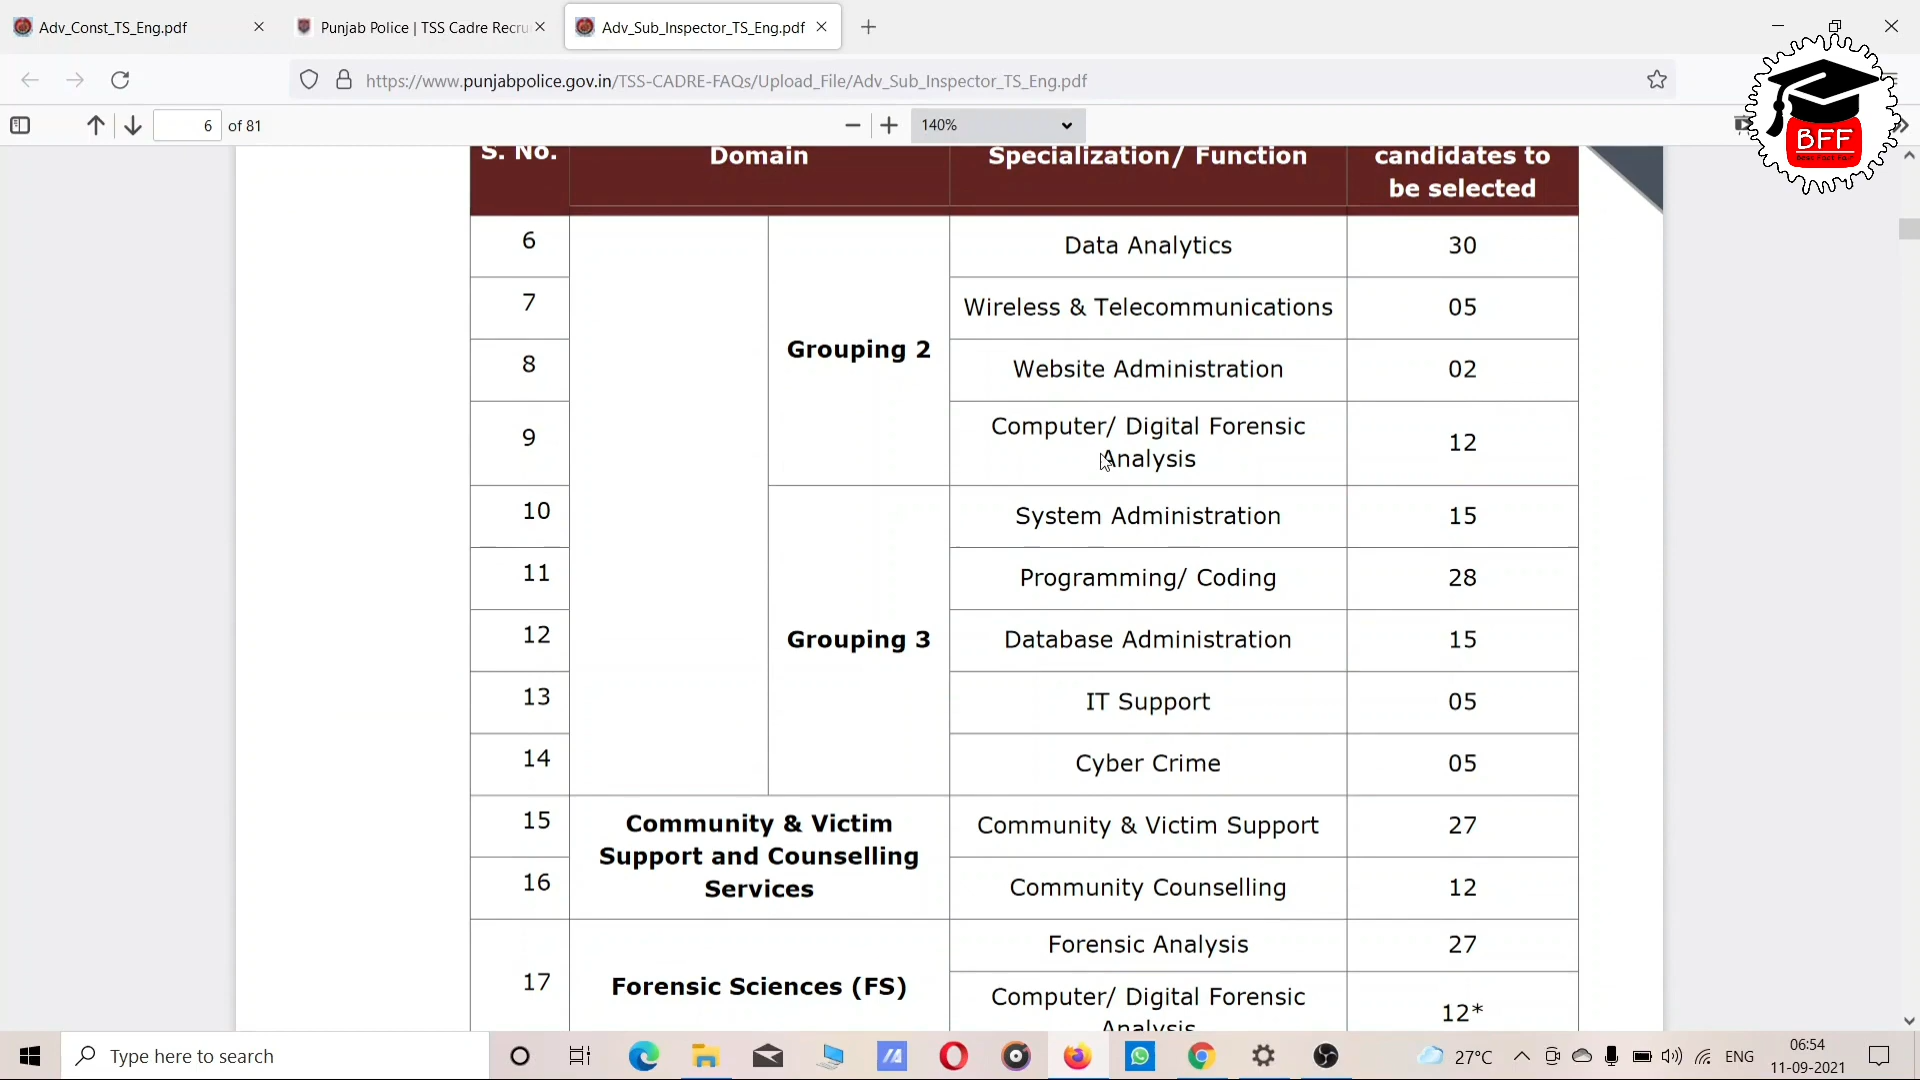 Adv_Const_TS_Eng.pdf
Punjab Police | TSS Cadre Recru
Adv_Sub_Inspector_TS_Eng.pdf
https://www.punjabpolice.gov.in/TSS-CADRE-FAQs/Upload_File/Adv_Sub_Inspector_TS_Eng.pdf
6 of 81
140%
BFF
S. No.
Domain
Specialization/ Function
candidates to
be selected
6
Data Analytics
30
7
Wireless & Telecommunications
05
Grouping 2
8
Website Administration
02
9
Computer/ Digital Forensic
Analysis
12
10
System Administration
15
11
Programming/ Coding
28
12
Grouping 3
Database Administration
15
13
IT Support
05
14
Cyber Crime
05
15
Community & Victim
Support and Counselling
Services
Community & Victim Support
27
16
Community Counselling
12
17
Forensic Sciences (FS)
Forensic Analysis
27
Computer/ Digital Forensic
Analysis
12*
Type here to search
27°C
ENG
06:54
11-09-2021